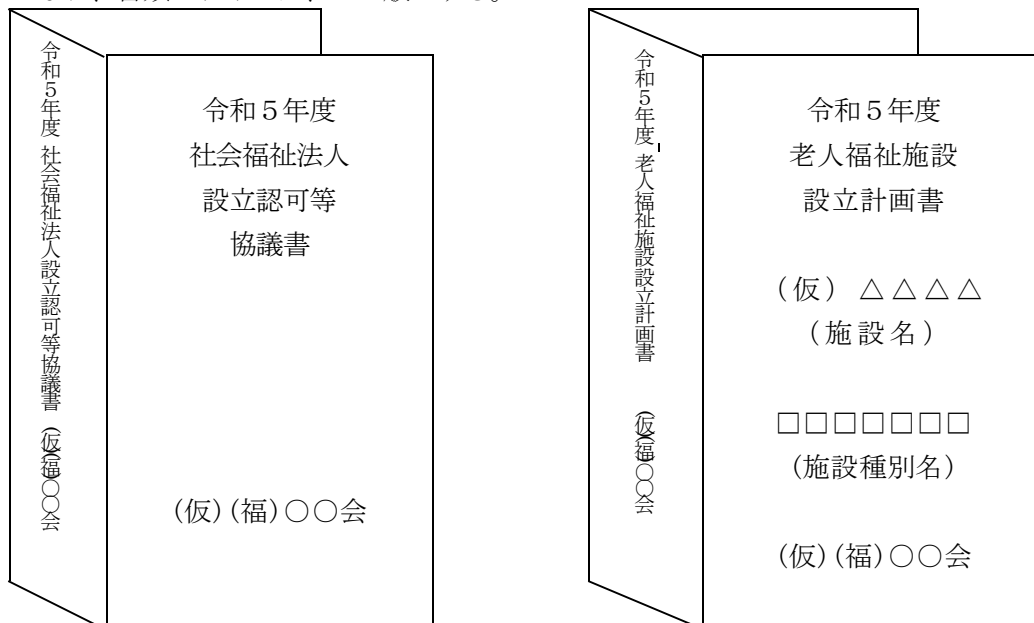 令和５年度 社会福祉法人設立認可等協議書 (仮)(福)○○会
令和５年度
社会福祉法人
設立認可等
協議書
(仮)(福)○○会
令和５年度 老人福祉施設設立計画書 (仮)(福)○○会
令和５年度
老人福祉施設
設立計画書
(仮) △△△△
(施設名)
□□□□□□□
(施設種別名)
(仮)(福)○○会